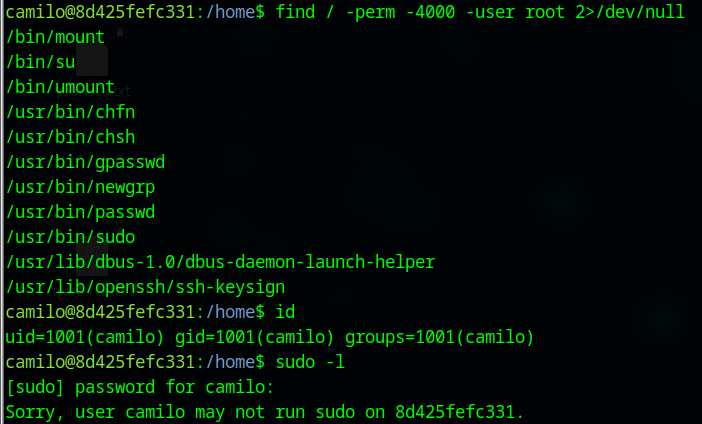 camilo@8d425fefc331:/home$ find / -perm -4000 -user root 2>/dev/null
/bin/mount
/bin/su
/bin/umount
/usr/bin/chfn
/usr/bin/chsh
/usr/bin/gpasswd
/usr/bin/newgrp
/usr/bin/passwd
/usr/bin/sudo
/usr/lib/dbus-1.0/dbus-daemon-launch-helper
/usr/lib/openssh/ssh-keysign
camilo@8d425fefc331:/home$ id
uid=1001(camilo) gid=1001(camilo) groups=1001(camilo)
camilo@8d425fefc331:/home$ sudo -l
[sudo] password for camilo:
Sorry, user camilo may not run sudo on 8d425fefc331.